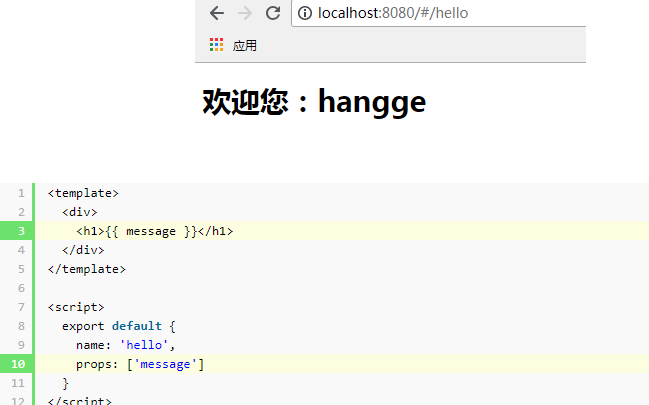 localhost:8080/#/hello
应用
欢迎您：hangge
1 <template>
2 <div>
3 <h1>{{ message }}</h1>
4 </div>
5 </template>
6
7 <script>
8 export default {
9 name: 'hello',
10 props: ['message']
11 }
12 </script>